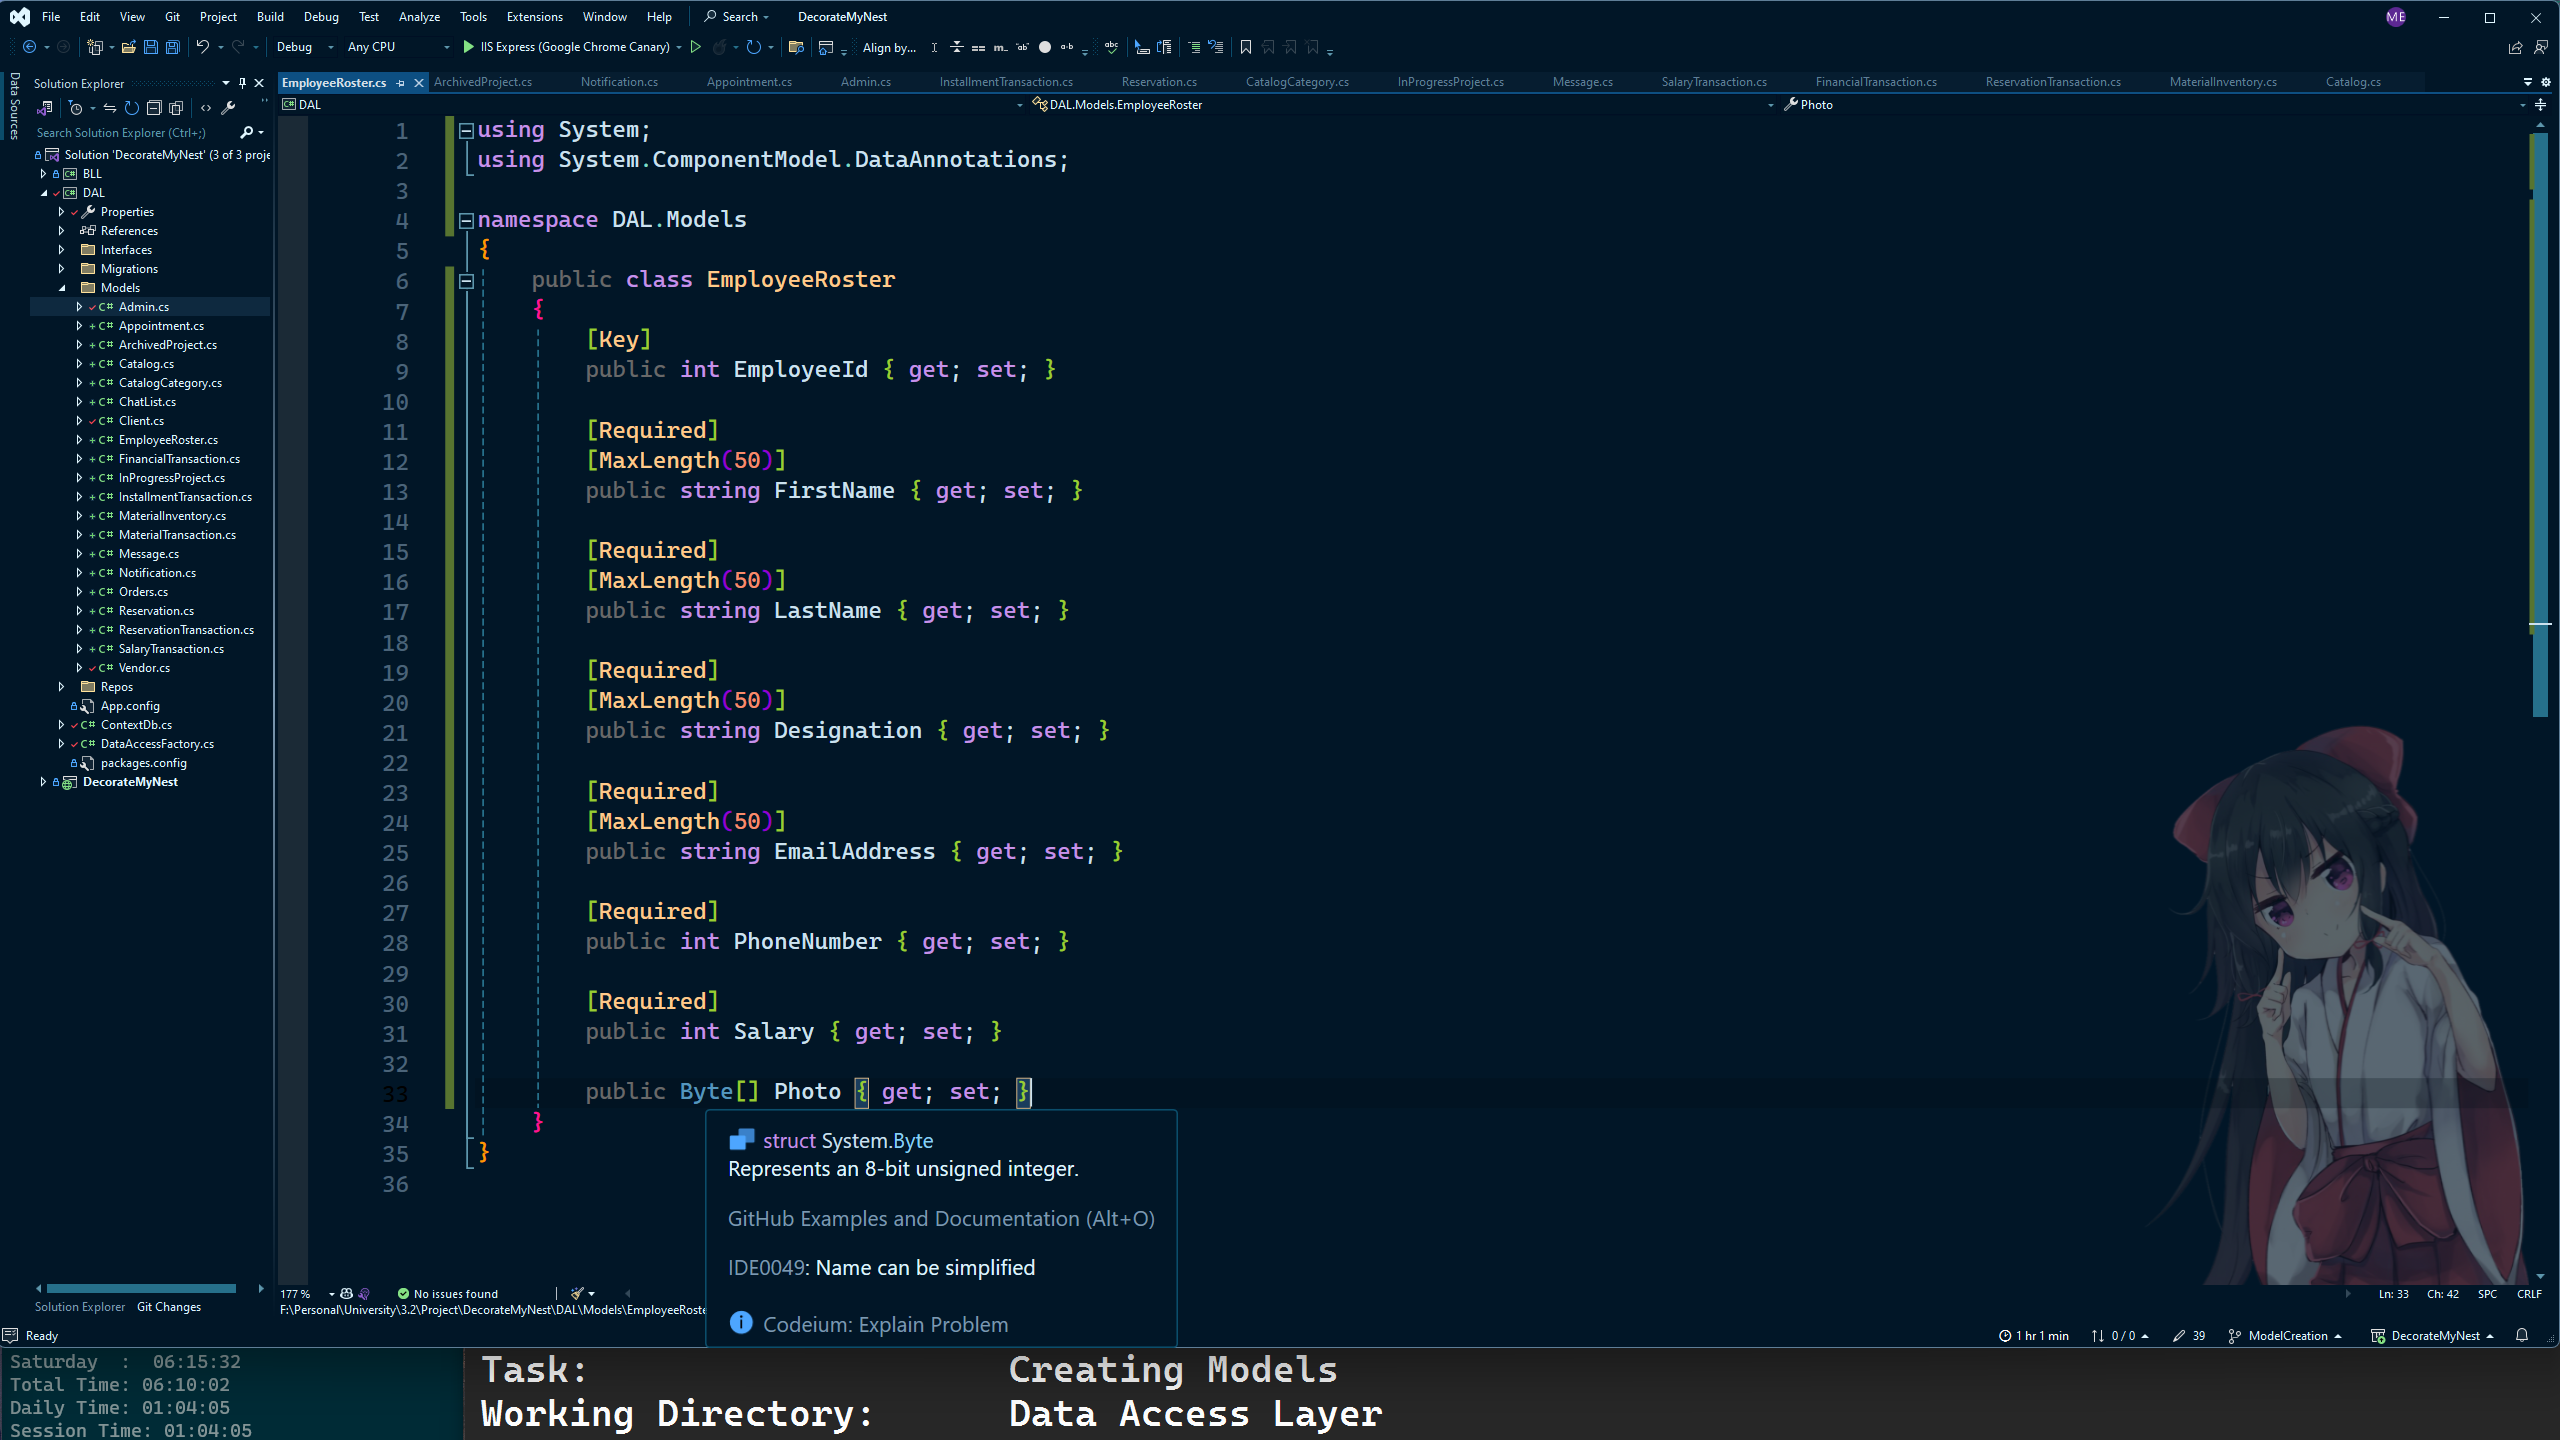 File Edit View Git Project Build Debug Test Analyze Tools Extensions Window Help Search DecorateMyNest ME
Debug Any CPU IIS Express (Google Chrome Canary) Align by...
Data Sources
Solution Explorer
Search Solution Explorer (Ctrl+;)
Solution 'DecorateMyNest' (3 of 3 proje
BLL
DAL
Properties
References
Interfaces
Migrations
Models
Admin.cs
Appointment.cs
ArchivedProject.cs
Catalog.cs
CatalogCategory.cs
ChatList.cs
Client.cs
EmployeeRoster.cs
FinancialTransaction.cs
InProgressProject.cs
InstallmentTransaction.cs
MaterialInventory.cs
MaterialTransaction.cs
Message.cs
Notification.cs
Orders.cs
Reservation.cs
ReservationTransaction.cs
SalaryTransaction.cs
Vendor.cs
Repos
App.config
ContextDb.cs
DataAccessFactory.cs
packages.config
DecorateMyNest
Solution Explorer Git Changes
EmployeeRoster.cs ArchivedProject.cs Notification.cs Appointment.cs Admin.cs InstallmentTransaction.cs Reservation.cs CatalogCategory.cs InProgressProject.cs Message.cs SalaryTransaction.cs FinancialTransaction.cs ReservationTransaction.cs MaterialInventory.cs Catalog.cs
DAL DAL.Models.EmployeeRoster Photo
1 using System;
2 using System.ComponentModel.DataAnnotations;
3
4 namespace DAL.Models
5 {
6 public class EmployeeRoster
7 {
8 [Key]
9 public int EmployeeId { get; set; }
10
11 [Required]
12 [MaxLength(50)]
13 public string FirstName { get; set; }
14
15 [Required]
16 [MaxLength(50)]
17 public string LastName { get; set; }
18
19 [Required]
20 [MaxLength(50)]
21 public string Designation { get; set; }
22
23 [Required]
24 [MaxLength(50)]
25 public string EmailAddress { get; set; }
26
27 [Required]
28 public int PhoneNumber { get; set; }
29
30 [Required]
31 public int Salary { get; set; }
32
33 public Byte[] Photo { get; set; }
34 }
35 }
36
struct System.Byte
Represents an 8-bit unsigned integer.
GitHub Examples and Documentation (Alt+O)
IDE0049: Name can be simplified
Codeium: Explain Problem
177 % No issues found Ln: 33 Ch: 42 SPC CRLF
F:\Personal\University\3.2\Project\DecorateMyNest\DAL\Models\EmployeeRoste
Ready 1 hr 1 min 0 / 0 39 ModelCreation DecorateMyNest
Saturday : 06:15:32
Total Time: 06:10:02
Daily Time: 01:04:05
Session Time: 01:04:05
Task: Creating Models
Working Directory: Data Access Layer